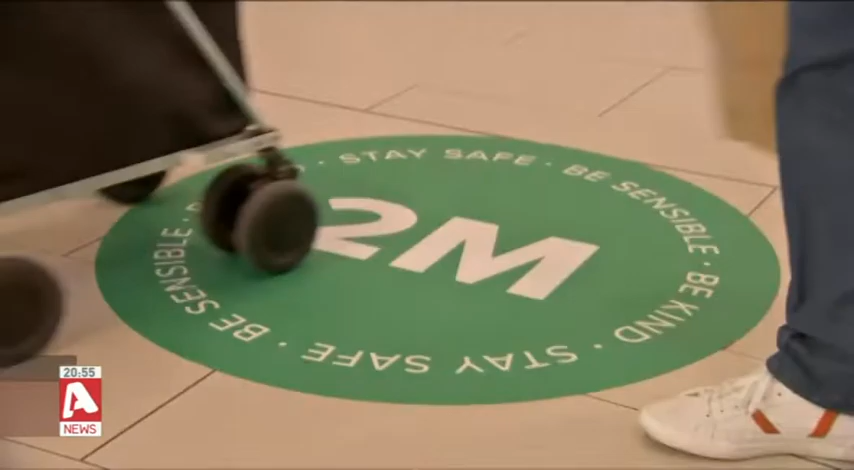 STAY SAFE · BE SENSIBLE · BE KIND · STAY SAFE · BE SENSIBLE ·
2M
20:55
A
NEWS